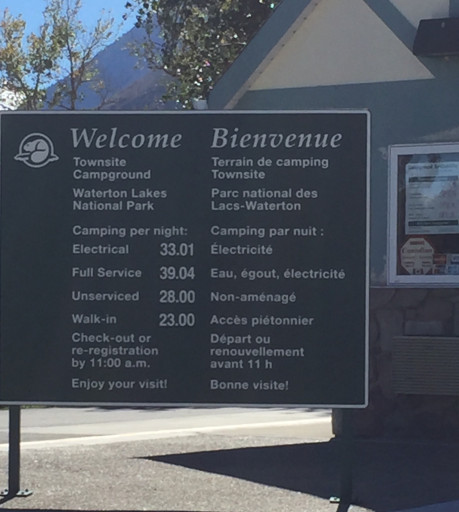 Welcome Bienvenue
Townsite
Campground
Terrain de camping
Townsite
Waterton Lakes
National Park
Parc national des
Lacs-Waterton
Camping per night: Camping par nuit :
Electrical 33.01 Électricité
Full Service 39.04 Eau, égout, électricité
Unserviced 28.00 Non-aménagé
Walk-in 23.00 Accès piétonnier
Check-out or
re-registration
by 11:00 a.m.
Départ ou
renouvellement
avant 11 h
Enjoy your visit! Bonne visite!